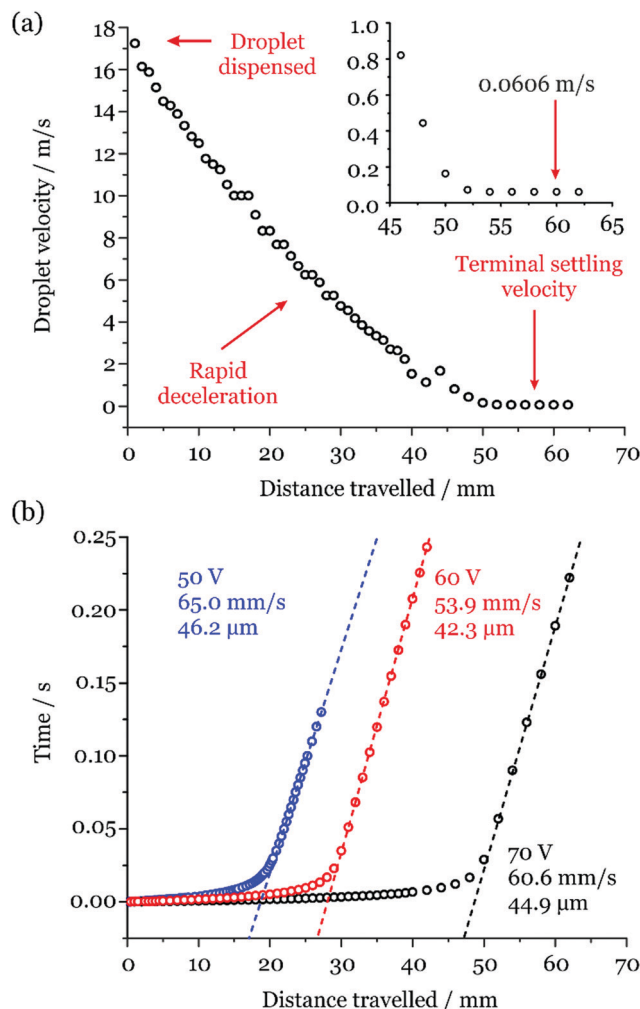 (a)
Droplet velocity / m/s
18
16
14
12
10
8
6
4
2
0
0
10
20
30
40
50
60
70
Distance travelled / mm
Droplet
dispensed
Rapid
deceleration
Terminal settling
velocity
1.0
0.8
0.6
0.4
0.2
0.0
45
50
55
60
65
0.0606 m/s
(b)
Time / s
0.25
0.20
0.15
0.10
0.05
0.00
0
10
20
30
40
50
60
70
Distance travelled / mm
50 V
65.0 mm/s
46.2 µm
60 V
53.9 mm/s
42.3 µm
70 V
60.6 mm/s
44.9 µm